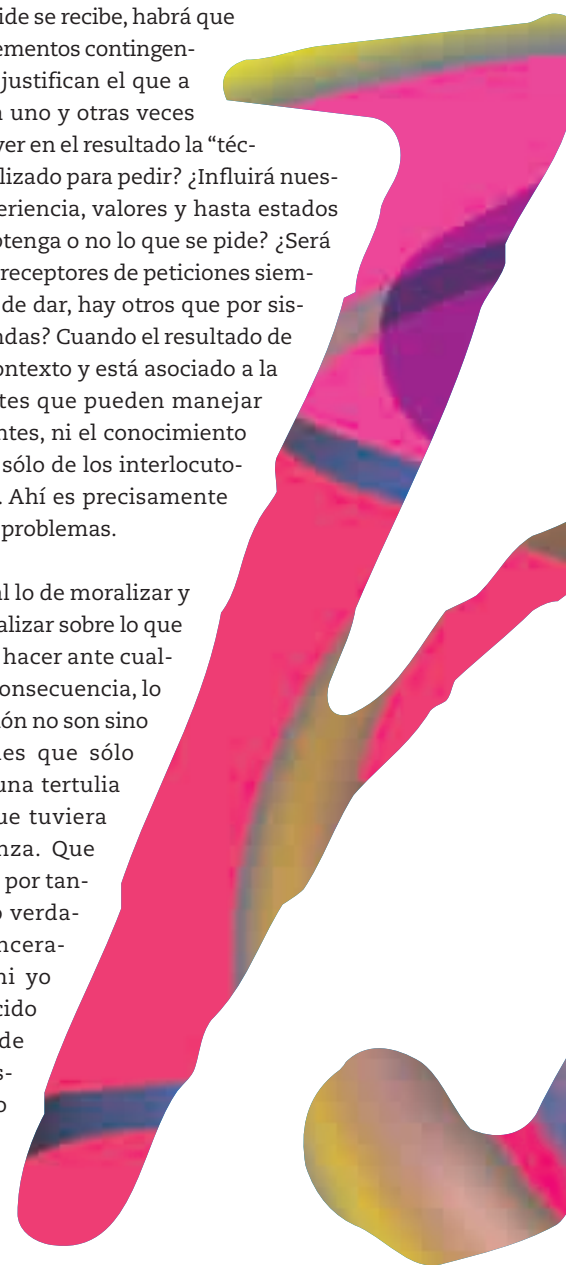 ide se recibe, habrá que
ementos contingen-
justifican el que a
uno y otras veces
ver en el resultado la “téc-
lizado para pedir? ¿Influirá nues-
eriencia, valores y hasta estados
btenga o no lo que se pide? ¿Será
receptores de peticiones siem-
de dar, hay otros que por sis-
ndas? Cuando el resultado de
ontexto y está asociado a la
tes que pueden manejar
ntes, ni el conocimiento
sólo de los interlocuto-
. Ahí es precisamente
problemas.
al lo de moralizar y
alizar sobre lo que
hacer ante cual-
onsecuencia, lo
ión no son sino
es que sólo
una tertulia
ue tuviera
nza. Que
por tan-
o verda-
ncera-
ni yo
cido
de
s-
o